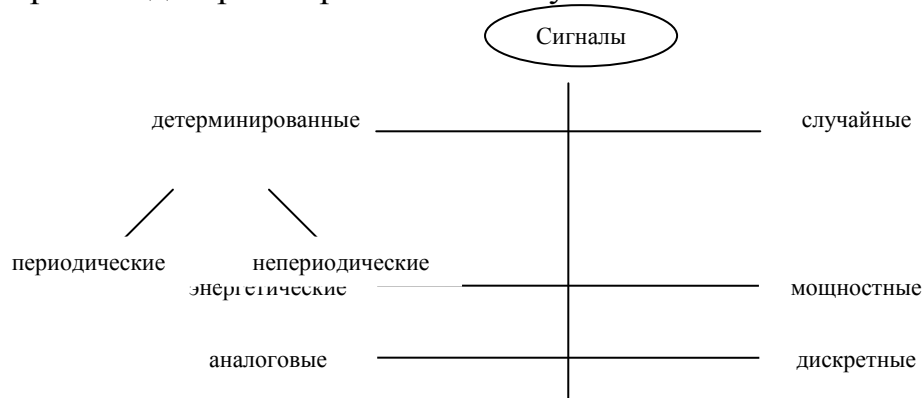 Сигналы
детерминированные случайные
периодические непериодические
энергетические мощностные
аналоговые дискретные